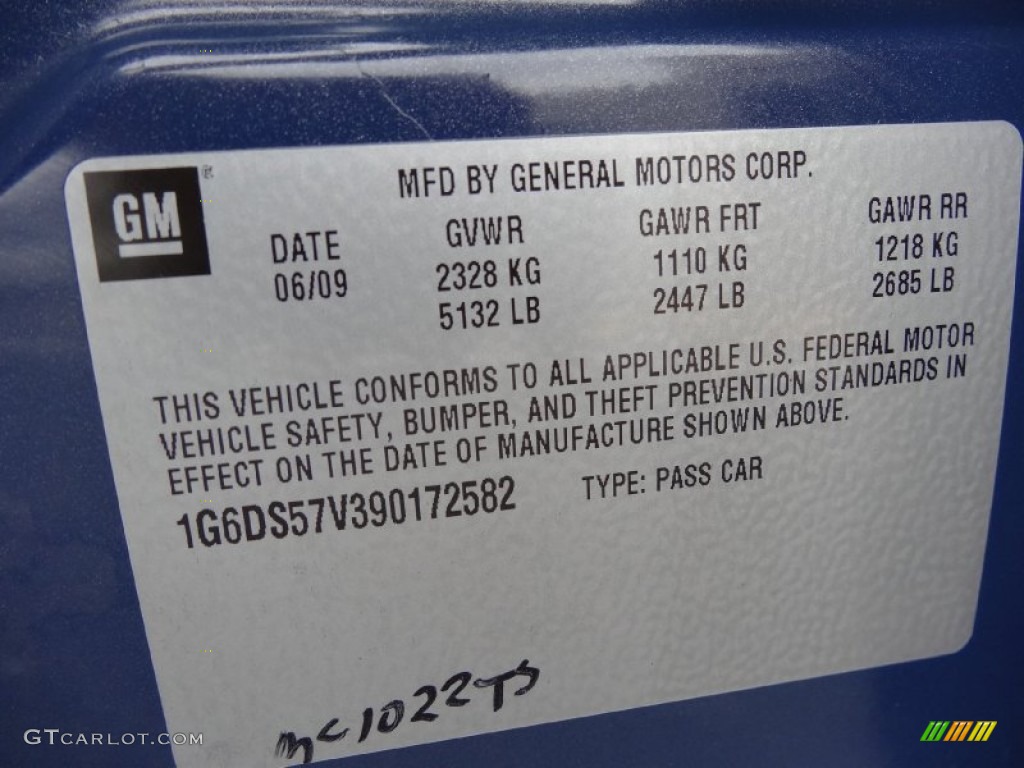 GM®
MFD BY GENERAL MOTORS CORP.
DATE GVWR GAWR FRT GAWR RR
06/09 2328 KG 1110 KG 1218 KG
5132 LB 2447 LB 2685 LB
THIS VEHICLE CONFORMS TO ALL APPLICABLE U.S. FEDERAL MOTOR
VEHICLE SAFETY, BUMPER, AND THEFT PREVENTION STANDARDS IN
EFFECT ON THE DATE OF MANUFACTURE SHOWN ABOVE.
1G6DS57V390172582 TYPE: PASS CAR
mc1022TS
GTCARLOT.COM